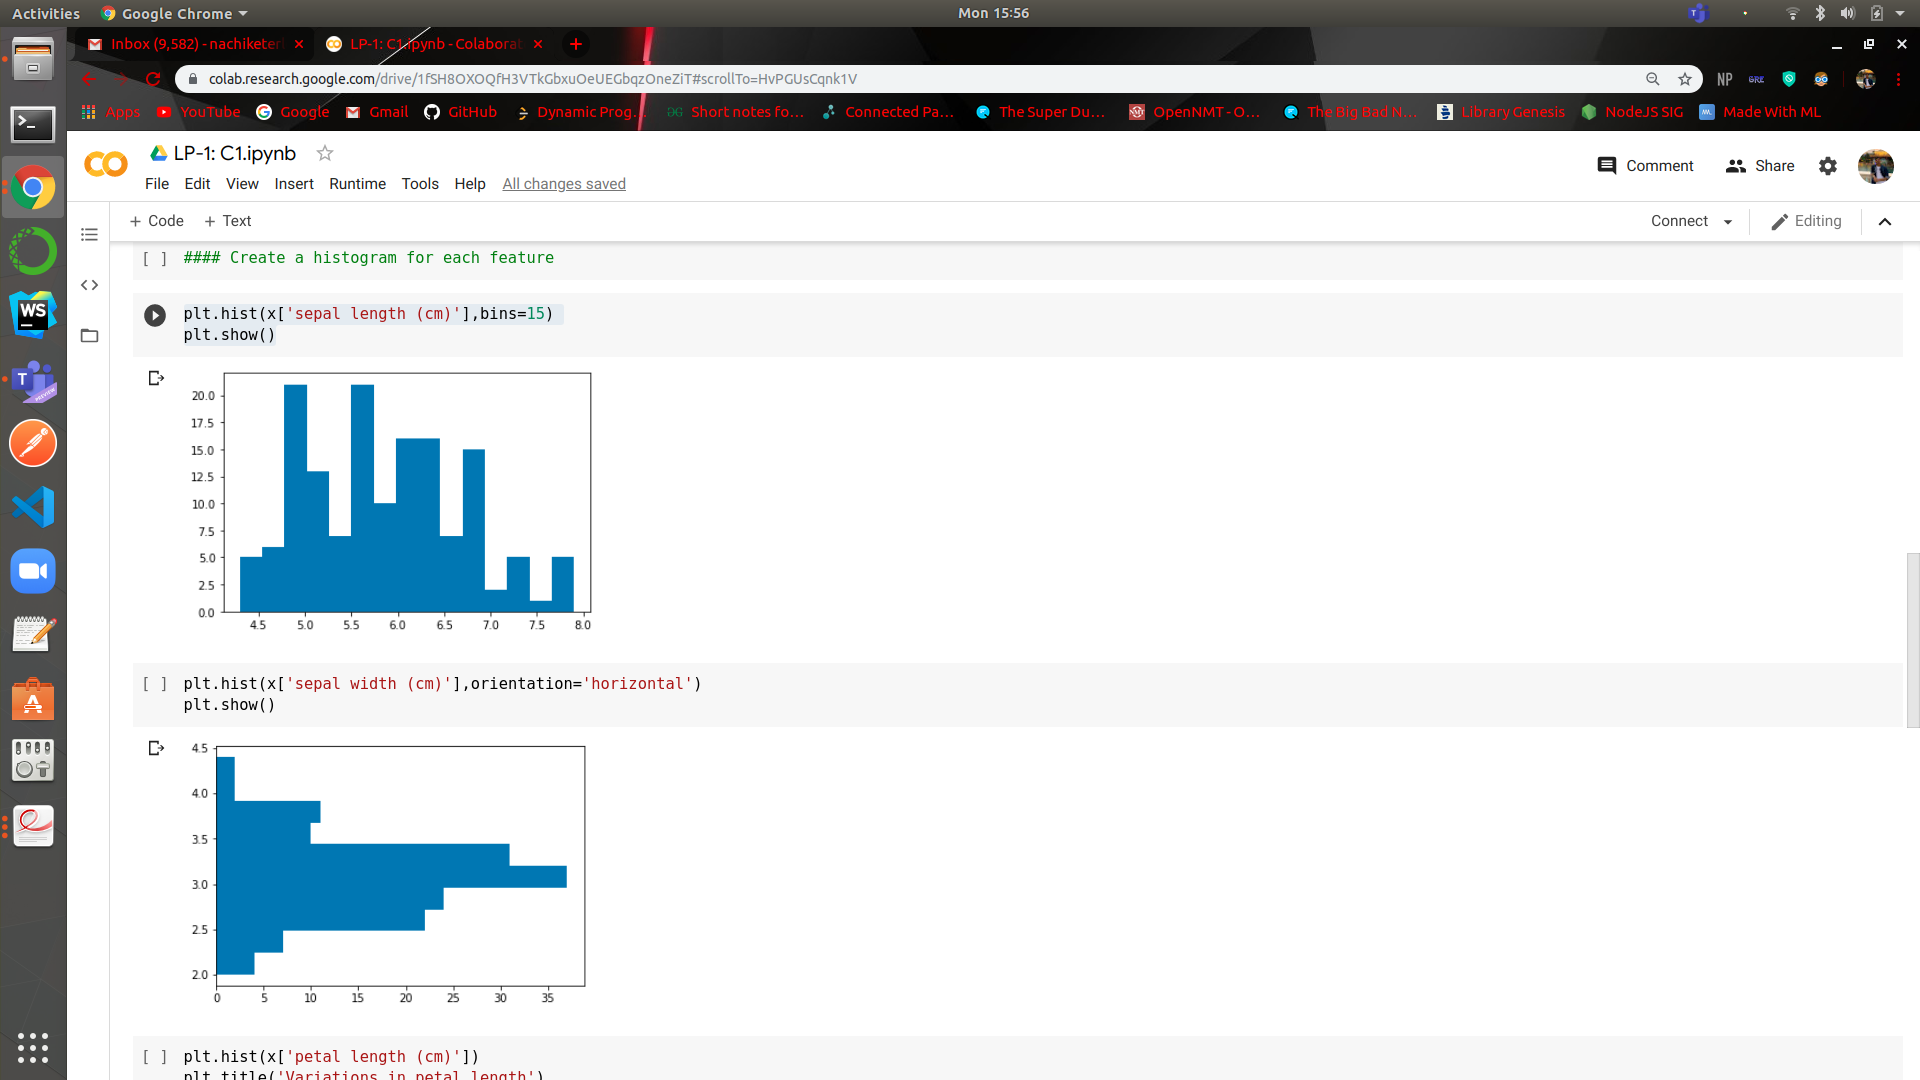 Activities Google Chrome Mon 15:56
Inbox (9,582) - nachiketer LP-1: C1.ipynb - Colaborat
colab.research.google.com/drive/1fSH8OXOQfH3VTkGbxuOeUEGbqzOneZiT#scrollTo=HvPGUsCqnk1V NP GRE
Apps YouTube Google Gmail GitHub Dynamic Prog… Short notes fo… Connected Pa… The Super Du… OpenNMT - O… The Big Bad N… Library Genesis NodeJS SIG Made With ML
LP-1: C1.ipynb
Comment Share
File Edit View Insert Runtime Tools Help All changes saved
+ Code + Text Connect Editing
[ ] #### Create a histogram for each feature
plt.hist(x['sepal length (cm)'],bins=15)
plt.show()
20.0
17.5
15.0
12.5
10.0
7.5
5.0
2.5
0.0
4.5 5.0 5.5 6.0 6.5 7.0 7.5 8.0
[ ] plt.hist(x['sepal width (cm)'],orientation='horizontal')
plt.show()
4.5
4.0
3.5
3.0
2.5
2.0
0 5 10 15 20 25 30 35
[ ] plt.hist(x['petal length (cm)'])
plt.title('Variations in petal length')
WS
T
PREVIEW